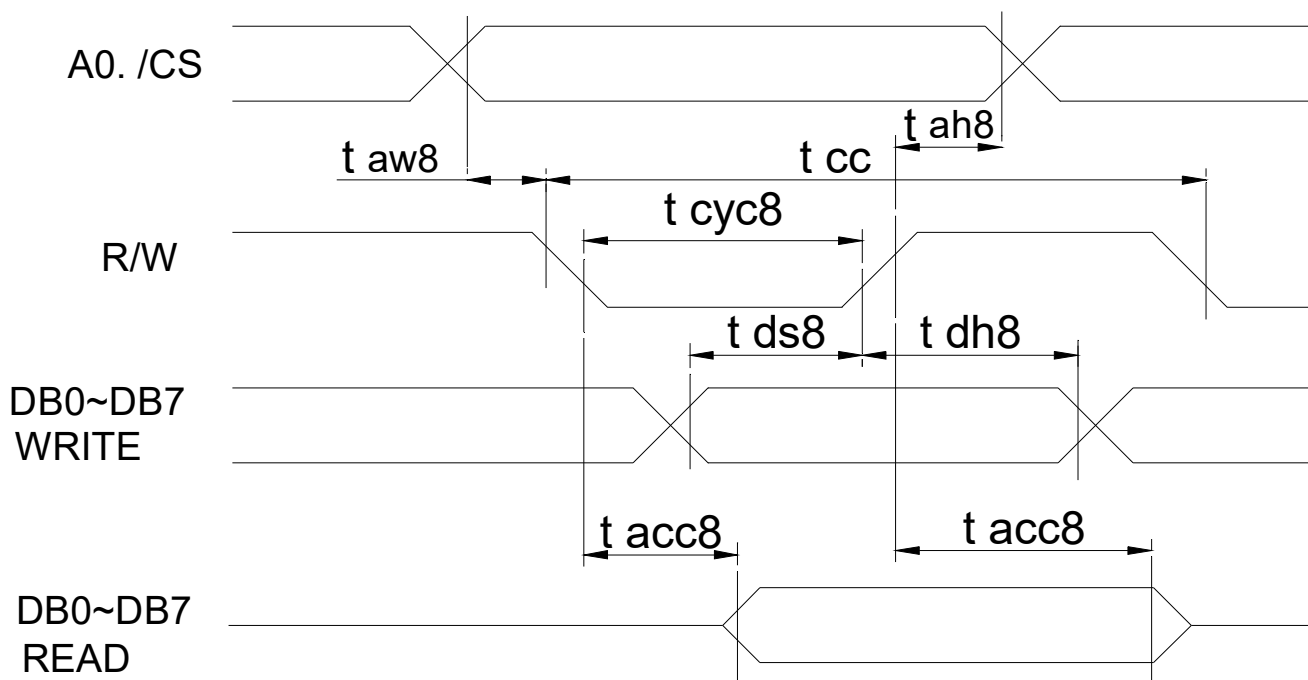 A0. /CS
t ah8
t aw8
t cc
t cyc8
R/W
t ds8
t dh8
DB0~DB7
WRITE
t acc8
t acc8
DB0~DB7
READ